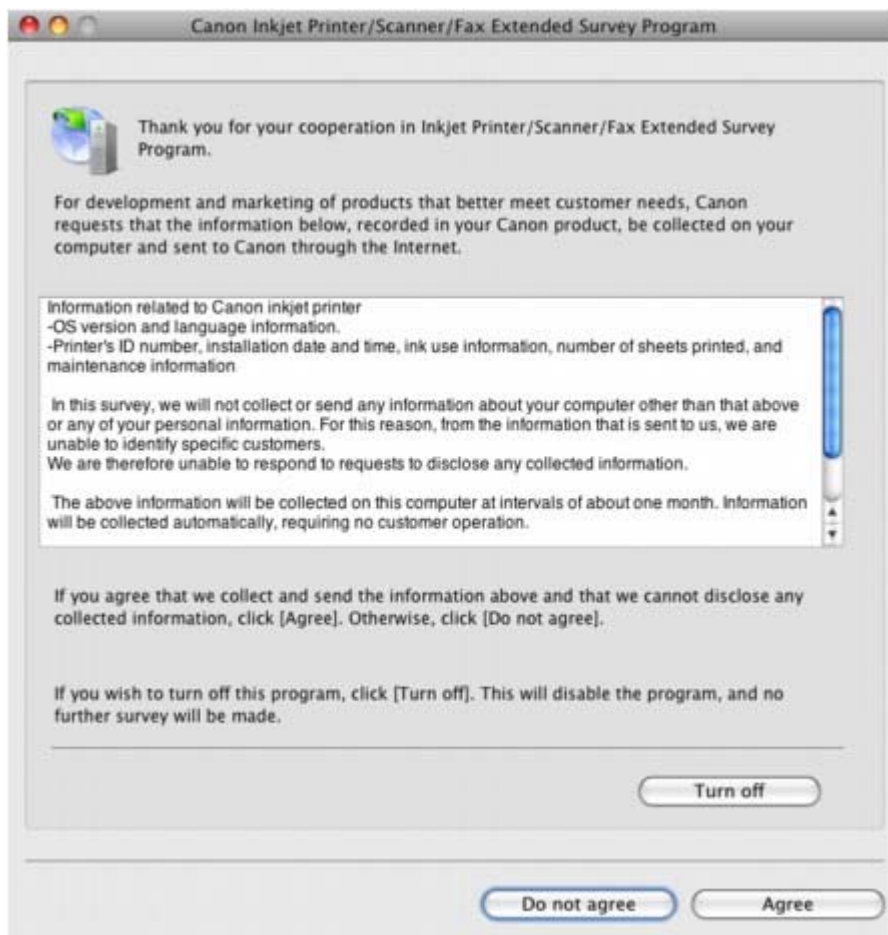 Canon Inkjet Printer/Scanner/Fax Extended Survey Program
Thank you for your cooperation in Inkjet Printer/Scanner/Fax Extended Survey
Program.
For development and marketing of products that better meet customer needs, Canon
requests that the information below, recorded in your Canon product, be collected on your
computer and sent to Canon through the Internet.
Information related to Canon inkjet printer
-OS version and language information.
-Printer's ID number, installation date and time, ink use information, number of sheets printed, and
maintenance information
In this survey, we will not collect or send any information about your computer other than that above
or any of your personal information. For this reason, from the information that is sent to us, we are
unable to identify specific customers.
We are therefore unable to respond to requests to disclose any collected information.
The above information will be collected on this computer at intervals of about one month. Information
will be collected automatically, requiring no customer operation.
If you agree that we collect and send the information above and that we cannot disclose any
collected information, click [Agree]. Otherwise, click [Do not agree].
If you wish to turn off this program, click [Turn off]. This will disable the program, and no
further survey will be made.
Turn off
Do not agree
Agree